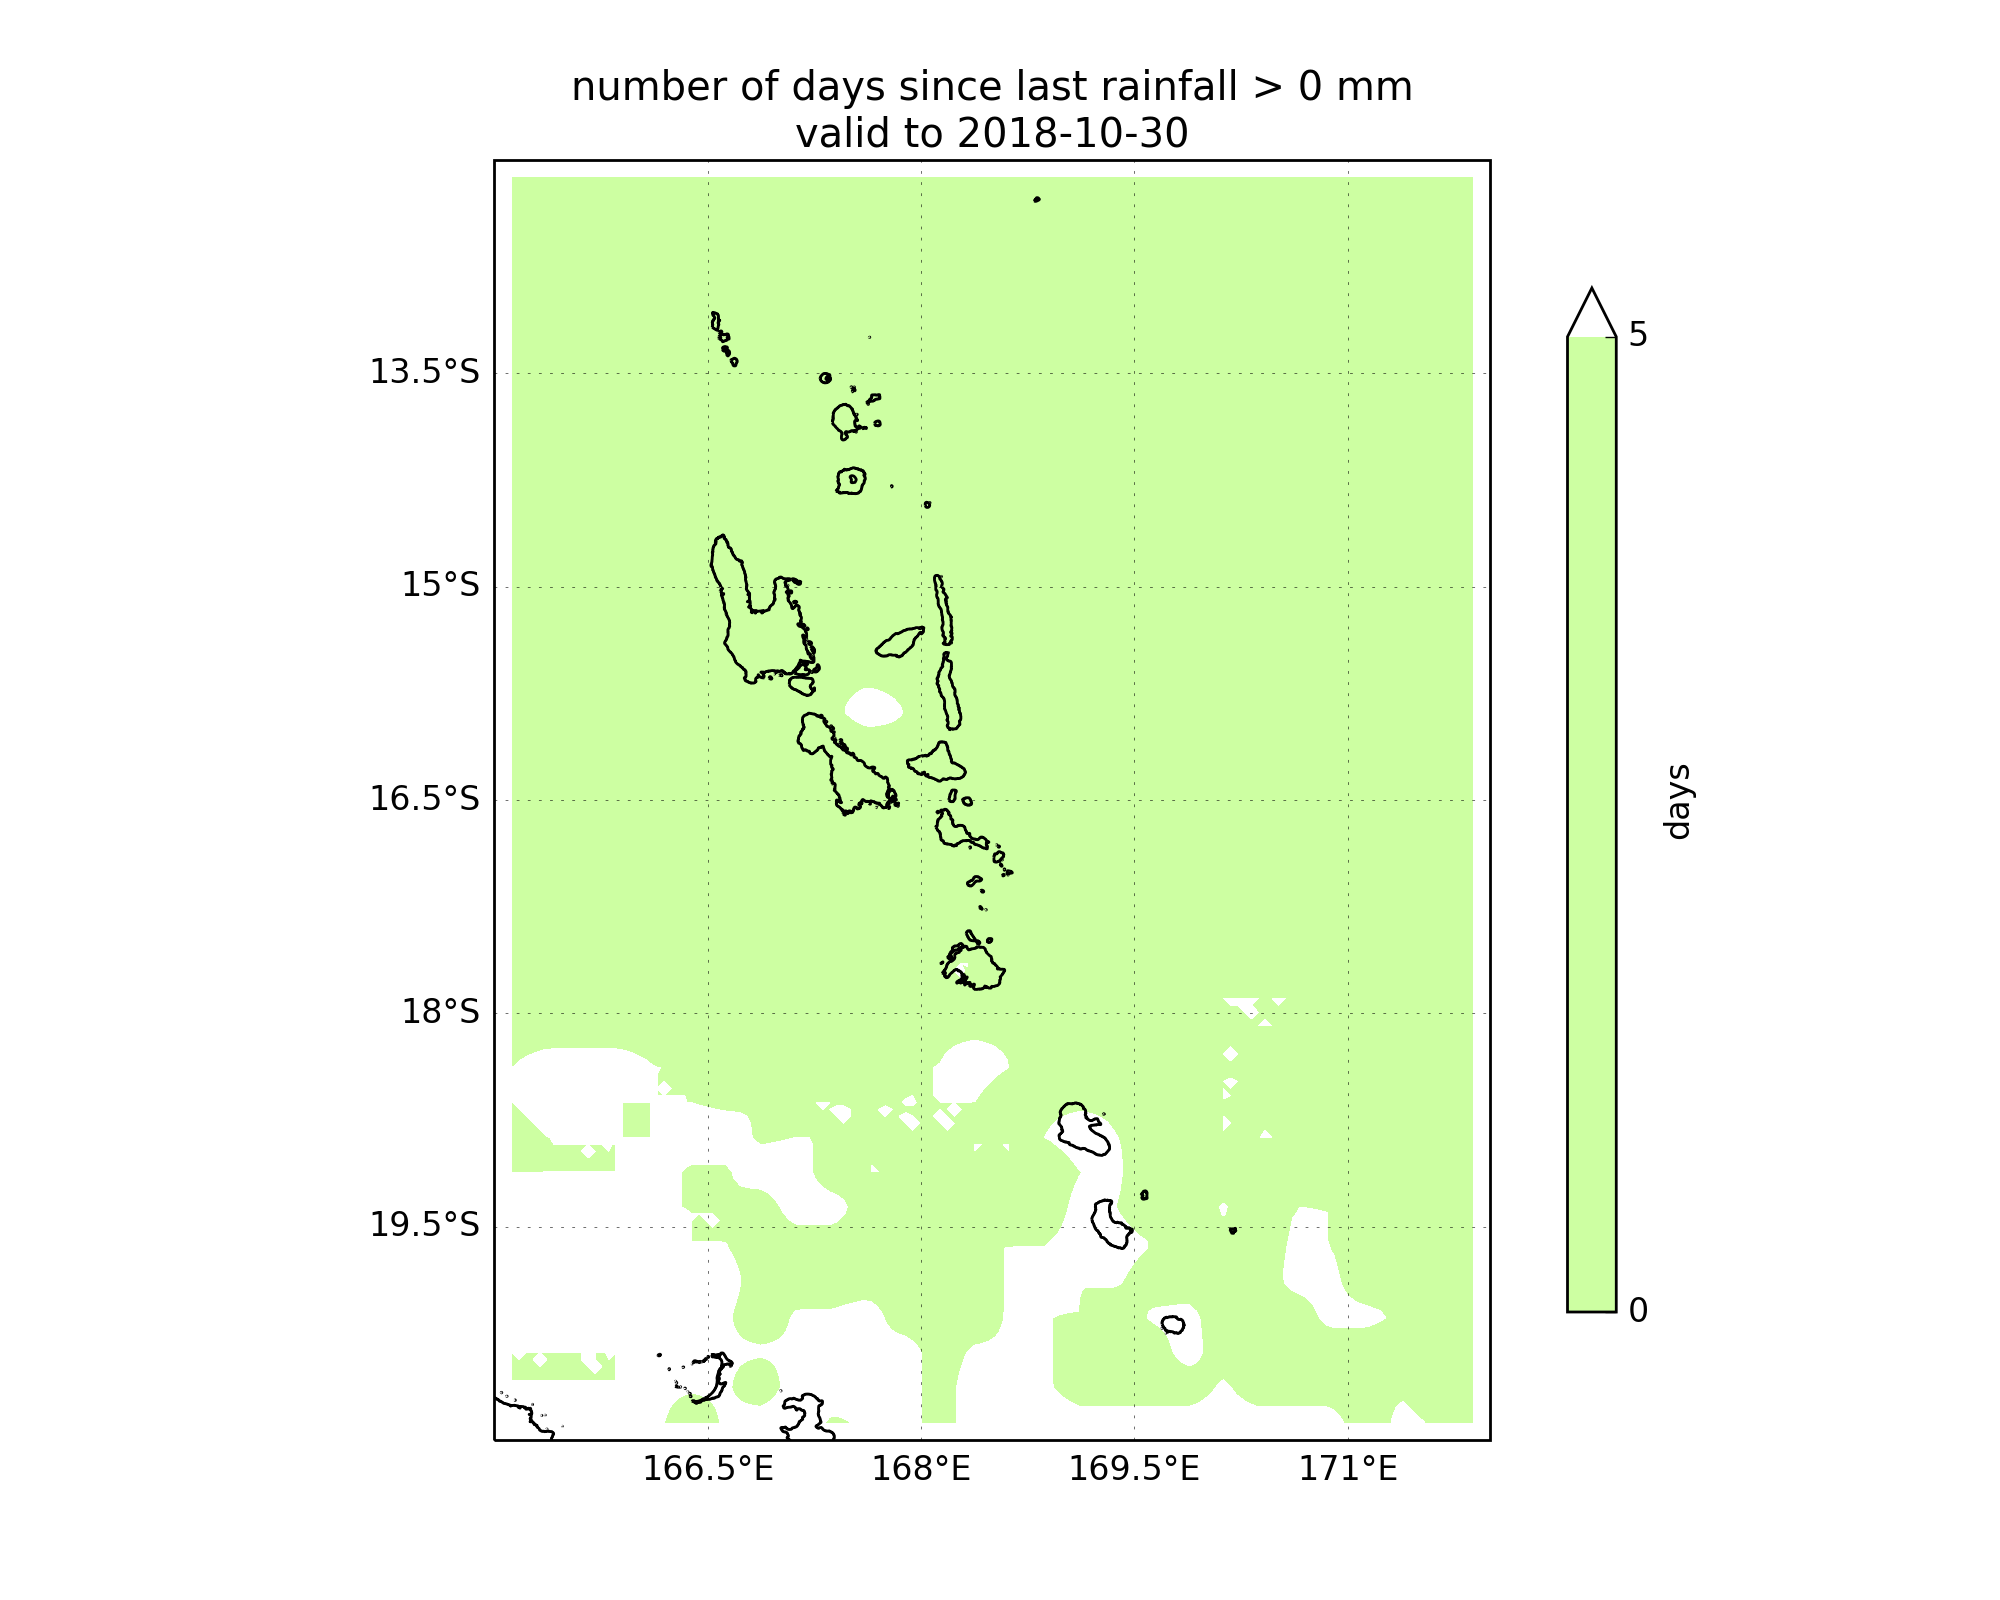 number of days since last rainfall > 0 mm
valid to 2018-10-30
13.5°S
15°S
16.5°S
18°S
19.5°S
166.5°E
168°E
169.5°E
171°E
5
0
days